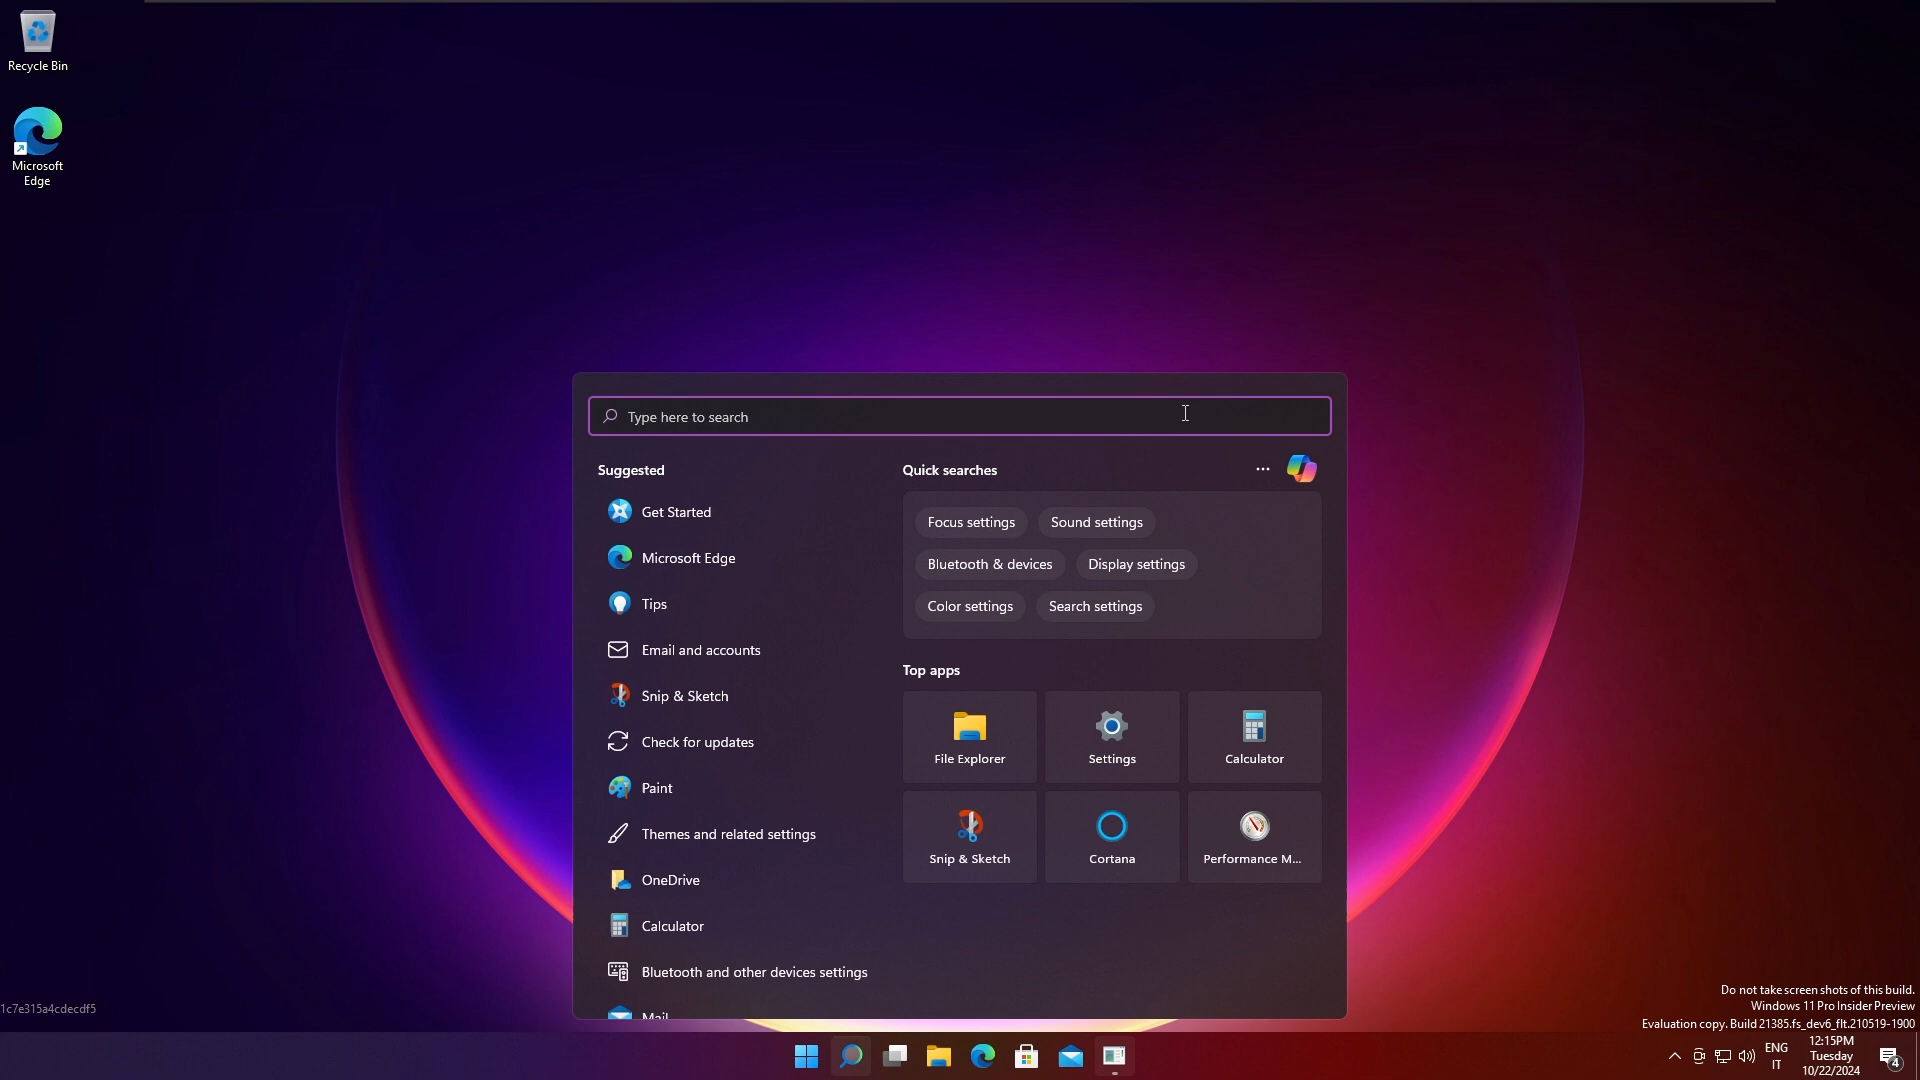 Recycle Bin
Microsoft
Edge
Type here to search
Suggested
Get Started
Microsoft Edge
Tips
Email and accounts
Snip & Sketch
Check for updates
Paint
Themes and related settings
OneDrive
Calculator
Bluetooth and other devices settings
Mail
Quick searches
Focus settings
Sound settings
Bluetooth & devices
Display settings
Color settings
Search settings
Top apps
File Explorer
Settings
Calculator
Snip & Sketch
Cortana
Performance M...
1c7e315a4cdecdf5
Do not take screen shots of this build.
Windows 11 Pro Insider Preview
Evaluation copy. Build 21385.fs_dev6_flt.210519-1900
ENG
IT
12:15PM
Tuesday
10/22/2024
4